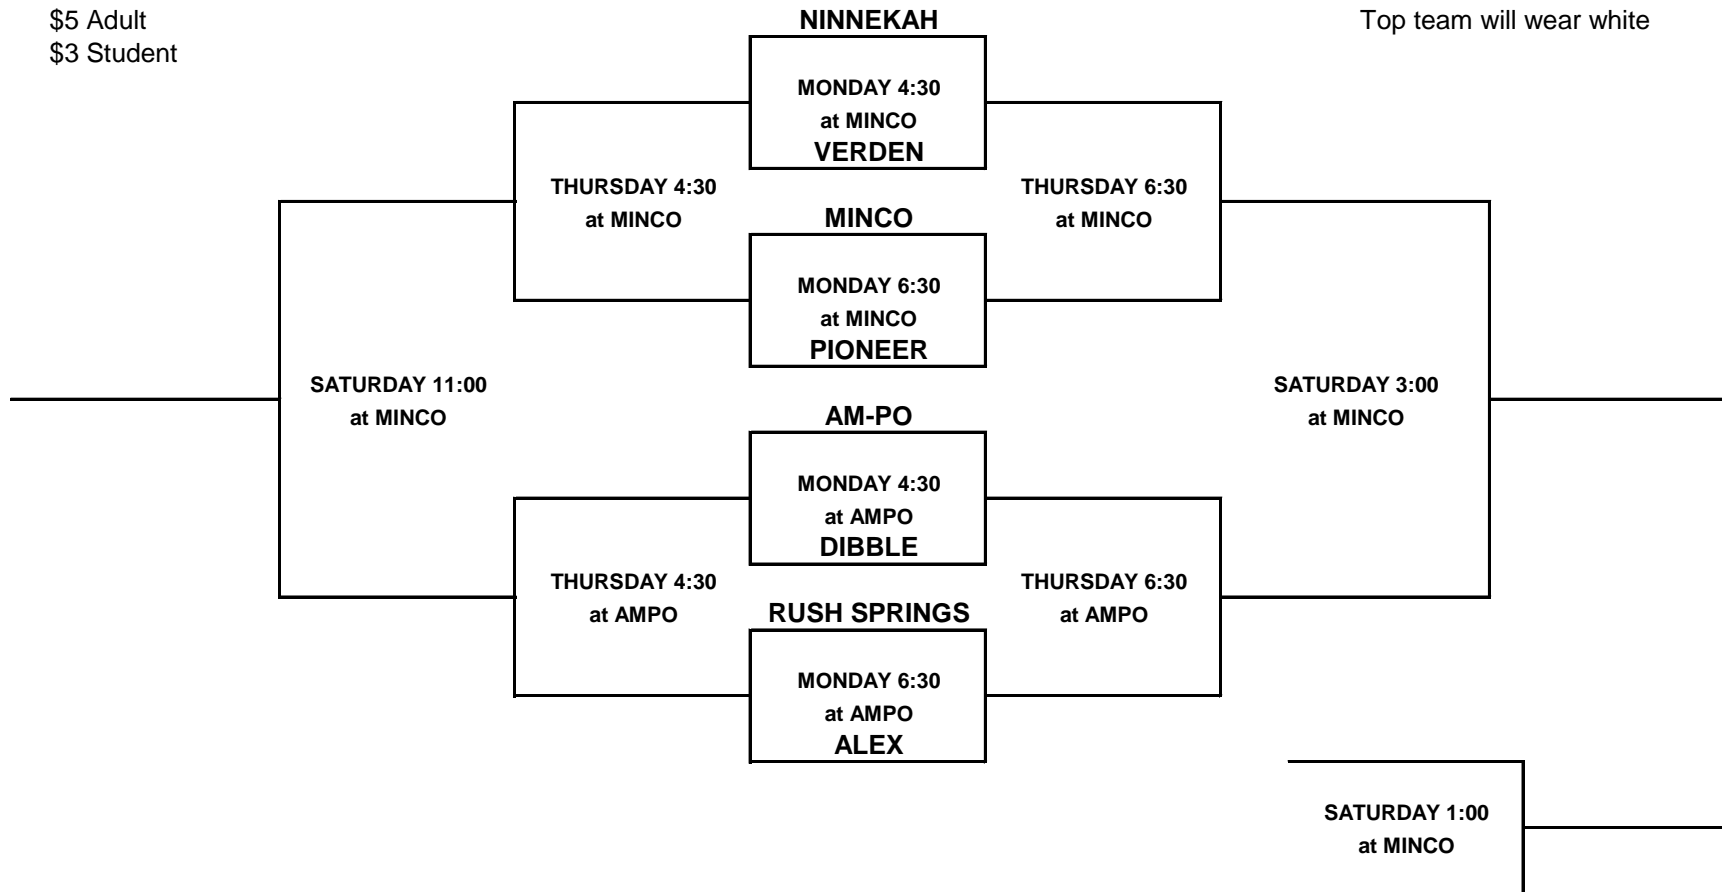 $5 Adult
$3 Student
NINNEKAH
Top team will wear white
MONDAY 4:30
at MINCO
VERDEN
THURSDAY 4:30
at MINCO
THURSDAY 6:30
at MINCO
MINCO
MONDAY 6:30
at MINCO
PIONEER
SATURDAY 11:00
at MINCO
SATURDAY 3:00
at MINCO
AM-PO
MONDAY 4:30
at AMPO
DIBBLE
THURSDAY 4:30
at AMPO
THURSDAY 6:30
at AMPO
RUSH SPRINGS
MONDAY 6:30
at AMPO
ALEX
SATURDAY 1:00
at MINCO